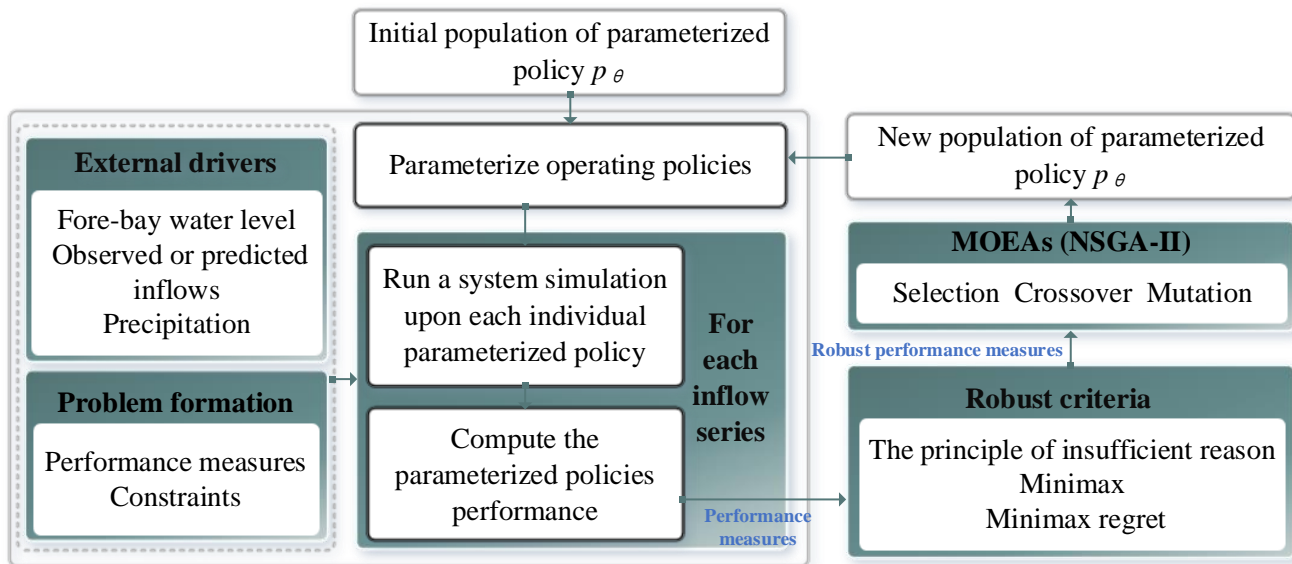 Initial population of parameterized
policy p θ
External drivers
Fore-bay water level
Observed or predicted
inflows
Precipitation
Problem formation
Performance measures
Constraints
Parameterize operating policies
Run a system simulation
upon each individual
parameterized policy
Compute the
parameterized policies
performance
For
each
inflow
series
Performance
measures
New population of parameterized
policy p θ
MOEAs (NSGA-II)
Selection Crossover Mutation
Robust performance measures
Robust criteria
The principle of insufficient reason
Minimax
Minimax regret